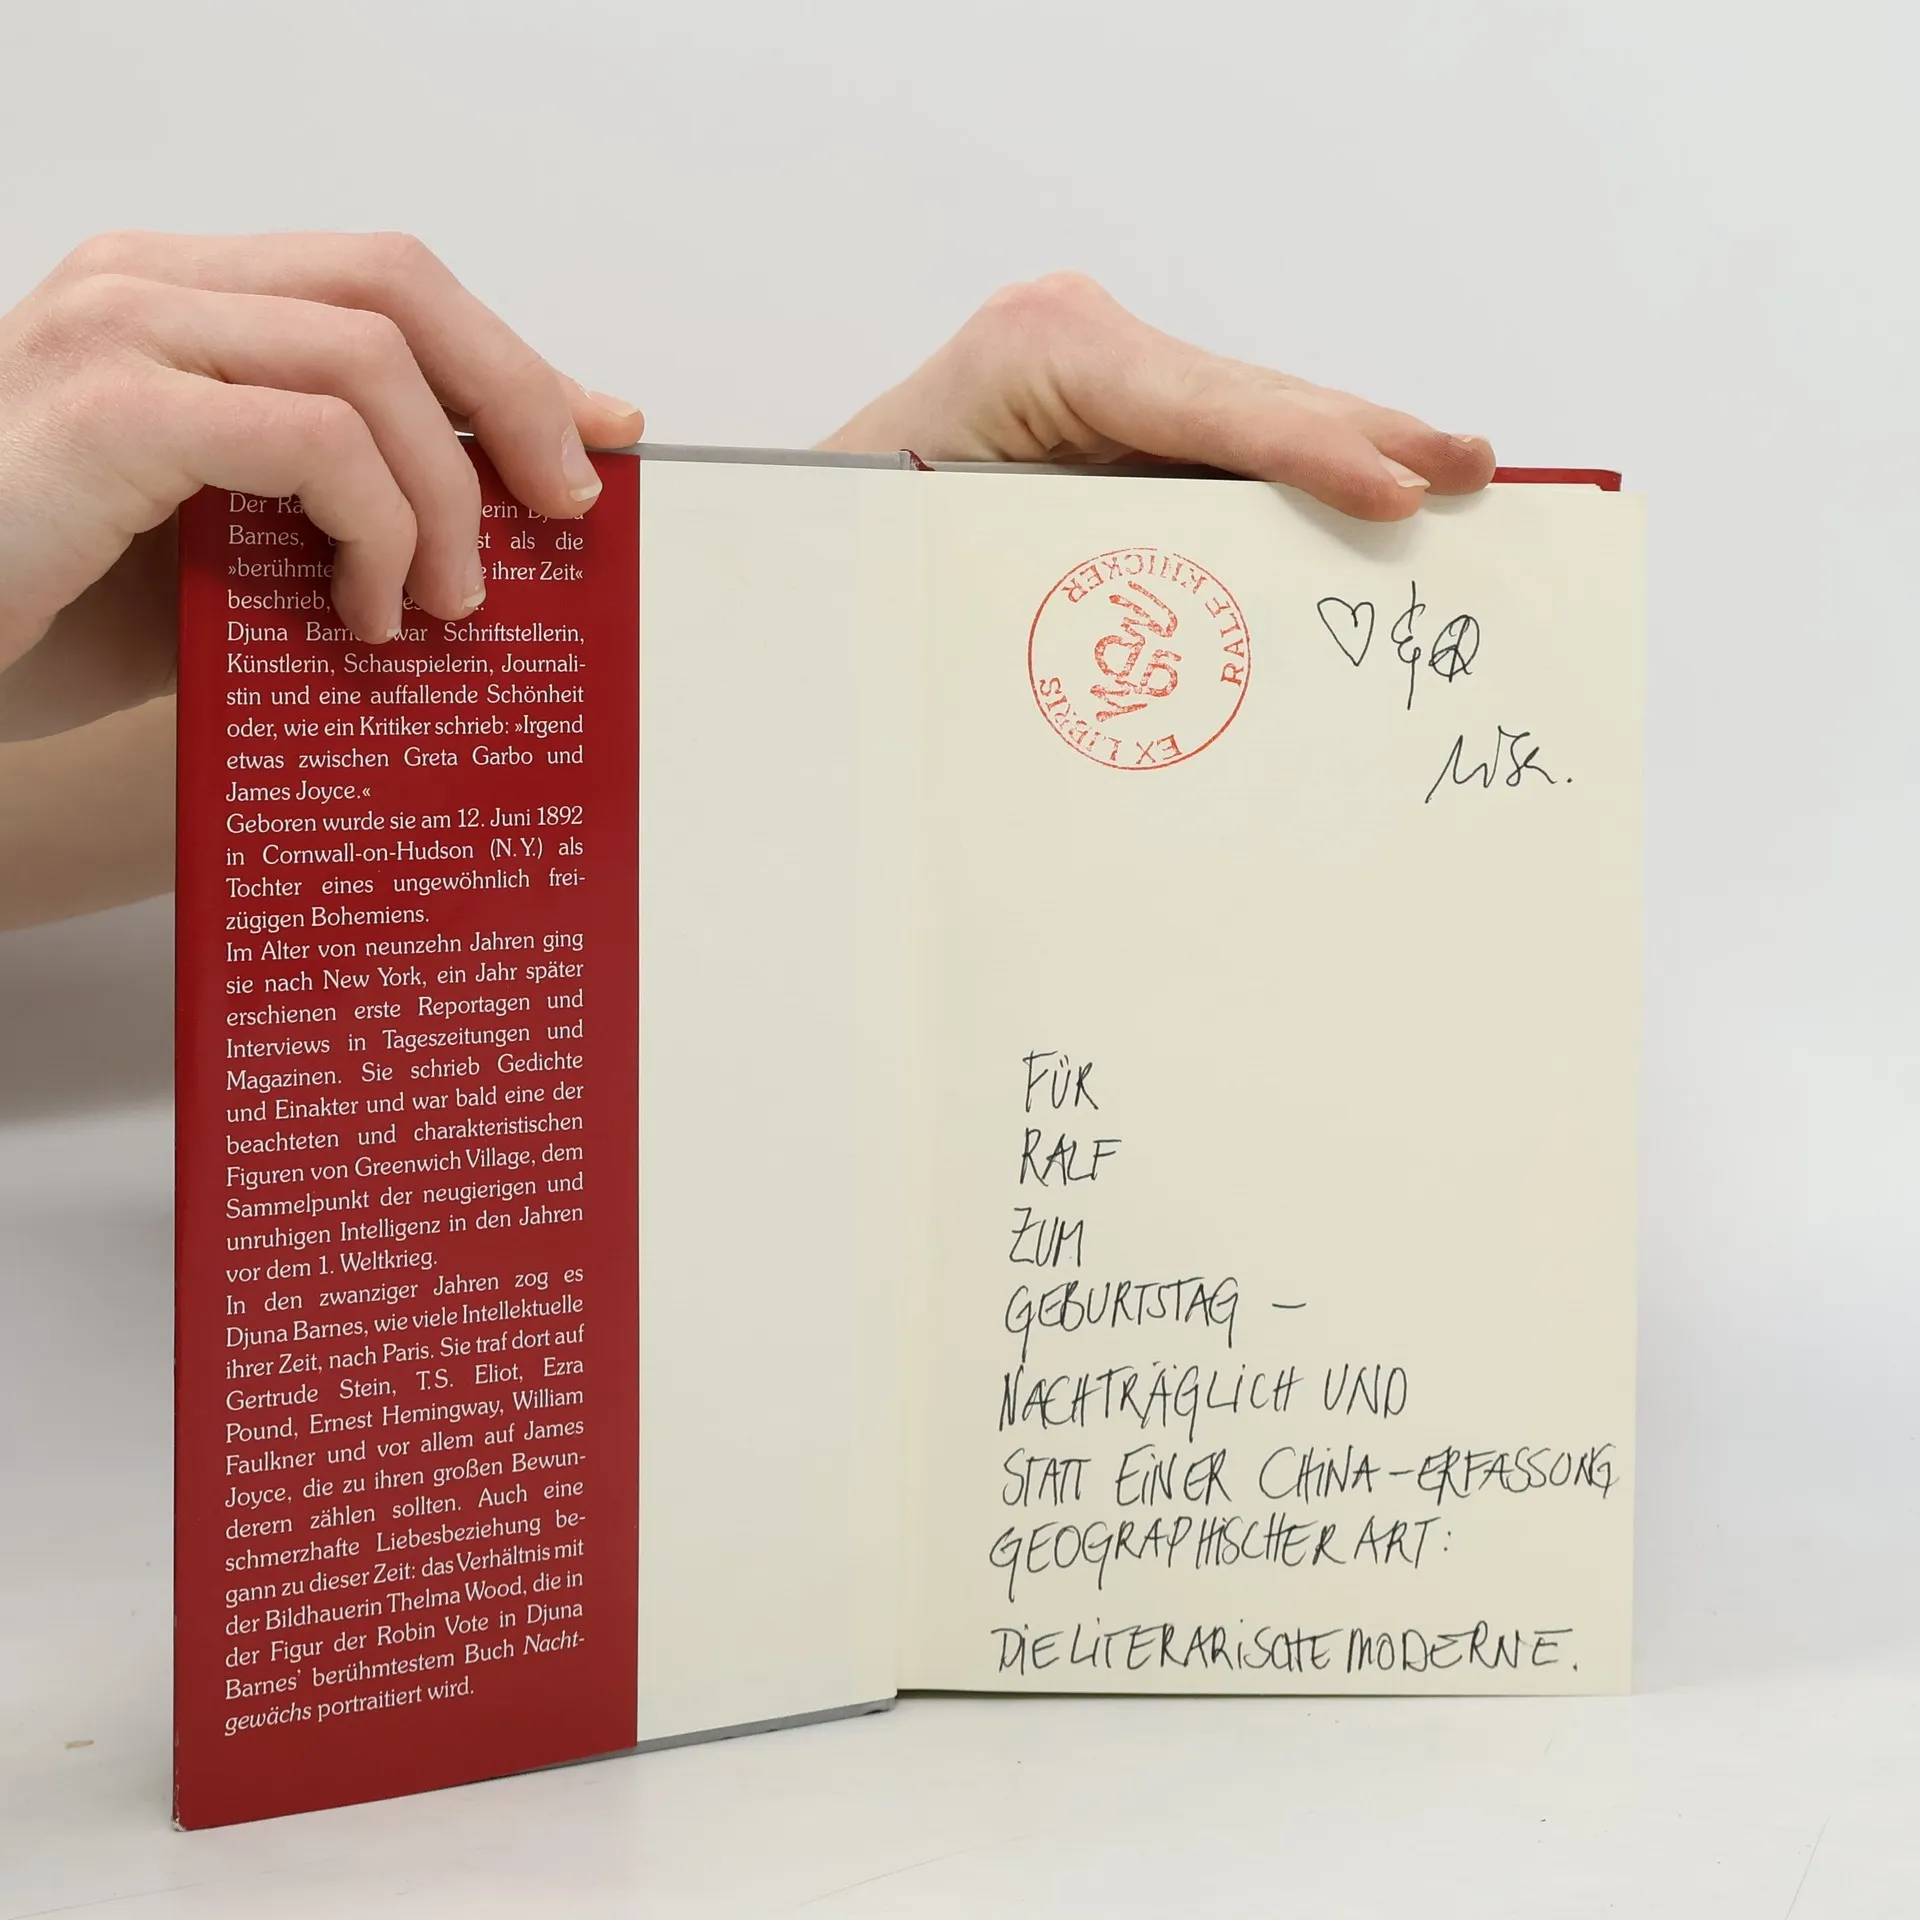 Der Ra erin Djuna
Barnes, st als die
»berühmte e ihrer Zeit«
beschrieb,
Djuna Barnes war Schriftstellerin,
Künstlerin, Schauspielerin, Journali-
stin und eine auffallende Schönheit
oder, wie ein Kritiker schrieb: »Irgend
etwas zwischen Greta Garbo und
James Joyce.«
Geboren wurde sie am 12. Juni 1892
in Cornwall-on-Hudson (N.Y.) als
Tochter eines ungewöhnlich frei-
zügigen Bohemiens.
Im Alter von neunzehn Jahren ging
sie nach New York, ein Jahr später
erschienen erste Reportagen und
Interviews in Tageszeitungen und
Magazinen. Sie schrieb Gedichte
und Einakter und war bald eine der
beachteten und charakteristischen
Figuren von Greenwich Village, dem
Sammelpunkt der neugierigen und
unruhigen Intelligenz in den Jahren
vor dem 1. Weltkrieg.
In den zwanziger Jahren zog es
Djuna Barnes, wie viele Intellektuelle
ihrer Zeit, nach Paris. Sie traf dort auf
Gertrude Stein, T.S. Eliot, Ezra
Pound, Ernest Hemingway, William
Faulkner und vor allem auf James
Joyce, die zu ihren großen Bewun-
derern zählen sollten. Auch eine
schmerzhafte Liebesbeziehung be-
gann zu dieser Zeit: das Verhältnis mit
der Bildhauerin Thelma Wood, die in
der Figur der Robin Vote in Djuna
Barnes' berühmtestem Buch Nacht-
gewächs portraitiert wird.
EX LIBRIS RALF KNICKER
&
FÜR
RALF
ZUM
GEBURTSTAG –
NACHTRÄGLICH UND
STATT EINER CHINA-ERFASSUNG
GEOGRAPHISCHER ART:
DIE LITERARISCHE MODERNE.